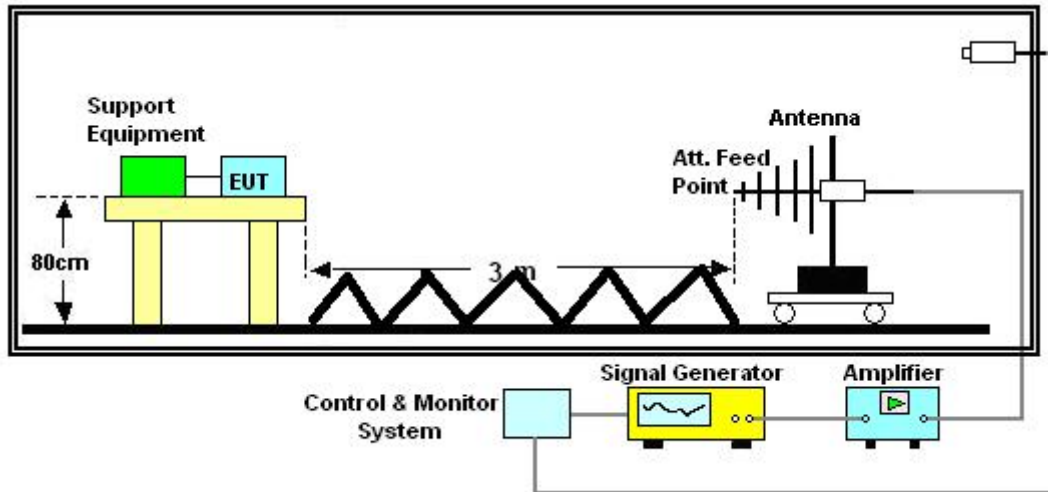 Support
Equipment
EUT
80cm
3 m
Antenna
Att. Feed
Point
Signal Generator
Amplifier
Control & Monitor
System